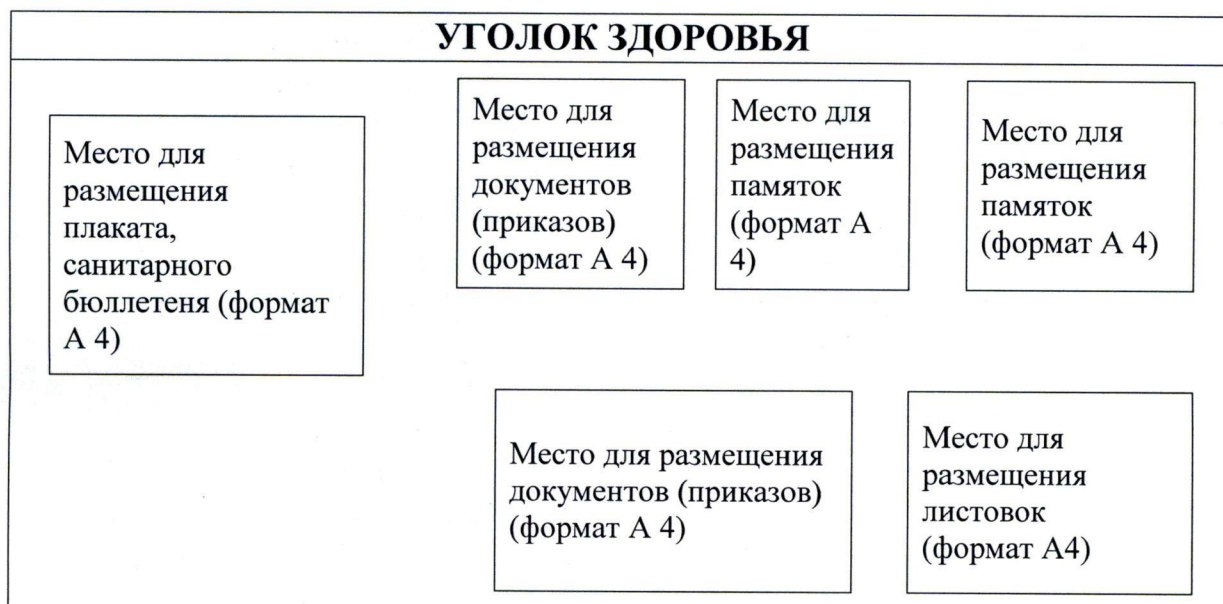 УГОЛОК ЗДОРОВЬЯ
Место для
размещения
плаката,
санитарного
бюллетеня (формат
А 4)
Место для
размещения
документов
(приказов)
(формат А 4)
Место для
размещения
памяток
(формат А
4)
Место для
размещения
памяток
(формат А 4)
Место для размещения
документов (приказов)
(формат А 4)
Место для
размещения
листовок
(формат А4)